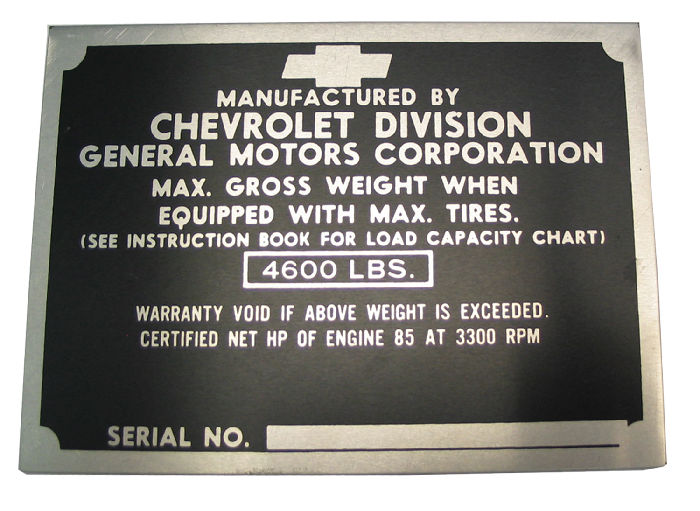 MANUFACTURED BY
CHEVROLET DIVISION
GENERAL MOTORS CORPORATION
MAX. GROSS WEIGHT WHEN
EQUIPPED WITH MAX. TIRES.
(SEE INSTRUCTION BOOK FOR LOAD CAPACITY CHART)
4600 LBS.
WARRANTY VOID IF ABOVE WEIGHT IS EXCEEDED.
CERTIFIED NET HP OF ENGINE 85 AT 3300 RPM
SERIAL NO.